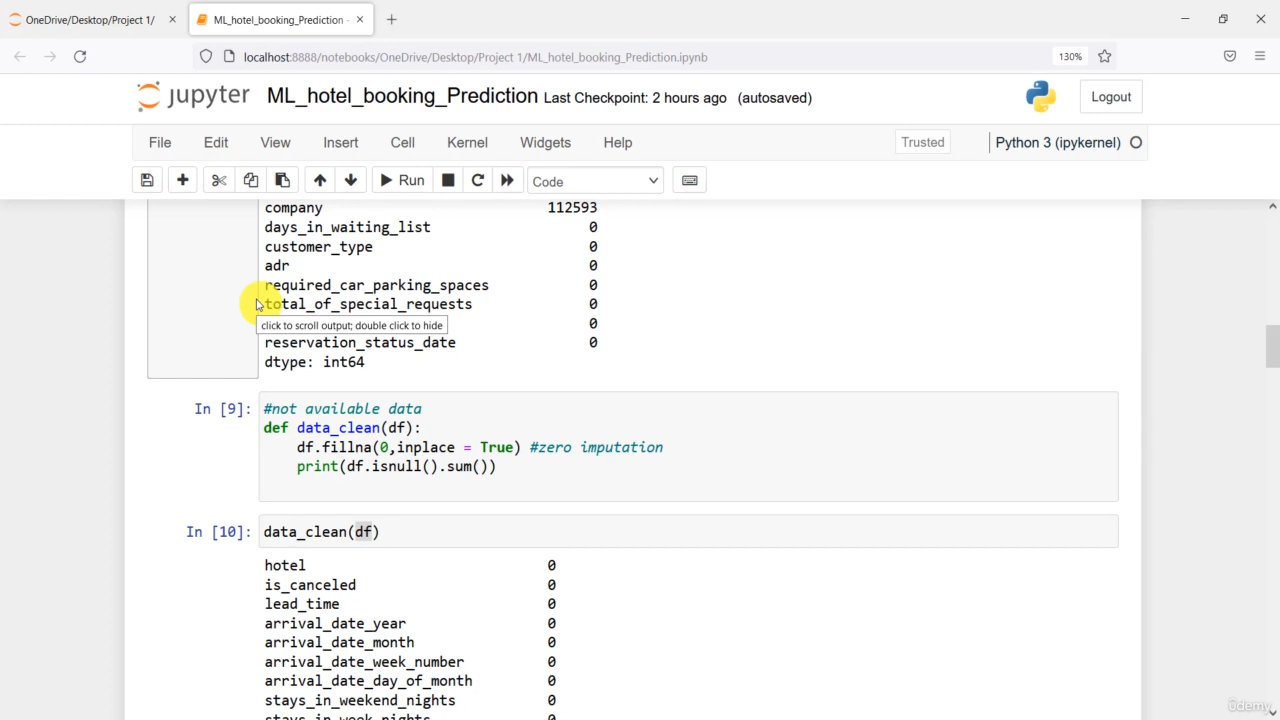 OneDrive/Desktop/Project 1/
ML_hotel_booking_Prediction -
localhost:8888/notebooks/OneDrive/Desktop/Project 1/ML_hotel_booking_Prediction.ipynb
130%
jupyter ML_hotel_booking_Prediction Last Checkpoint: 2 hours ago (autosaved)
Logout
File Edit View Insert Cell Kernel Widgets Help
Trusted
Python 3 (ipykernel)
Run
Code
company 112593
days_in_waiting_list 0
customer_type 0
adr 0
required_car_parking_spaces 0
total_of_special_requests 0
click to scroll output; double click to hide
0
reservation_status_date 0
dtype: int64
In [9]:
#not available data
def data_clean(df):
df.fillna(0,inplace = True) #zero imputation
print(df.isnull().sum())
In [10]:
data_clean(df)
hotel 0
is_canceled 0
lead_time 0
arrival_date_year 0
arrival_date_month 0
arrival_date_week_number 0
arrival_date_day_of_month 0
stays_in_weekend_nights 0
stays_in_week_nights 0
ûdemy